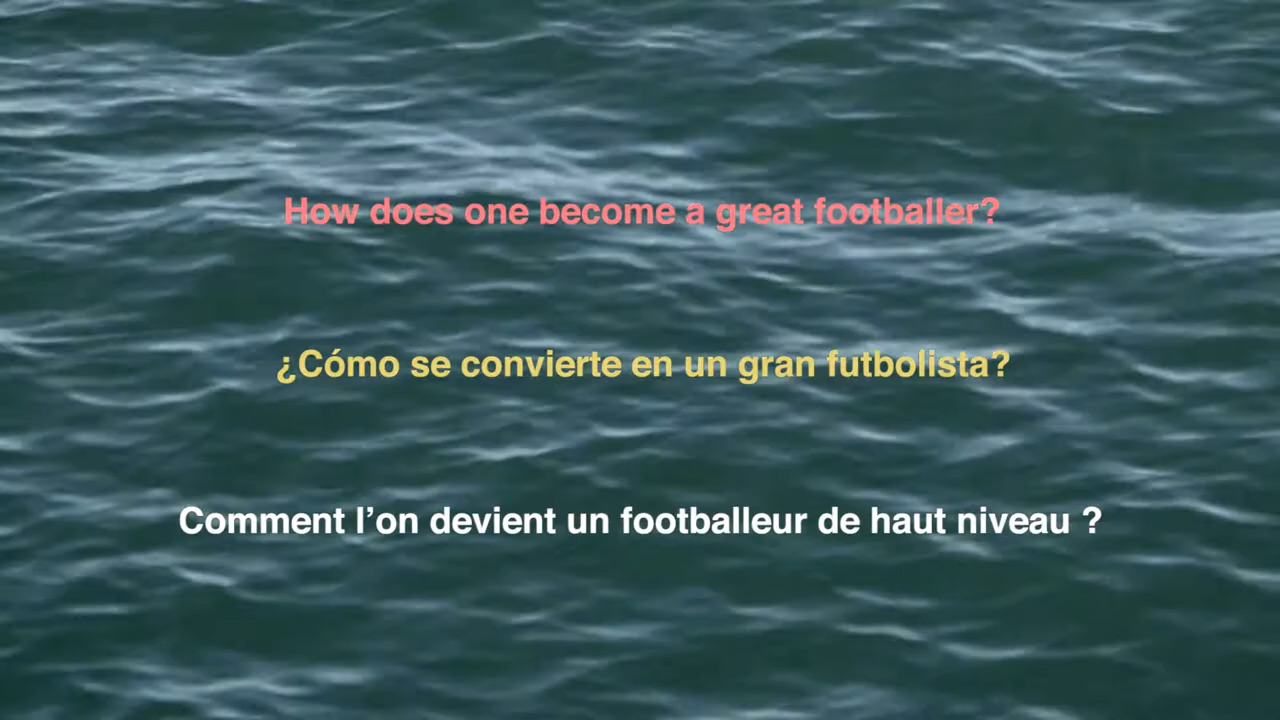 How does one become a great footballer?
¿Cómo se convierte en un gran futbolista?
Comment l’on devient un footballeur de haut niveau ?